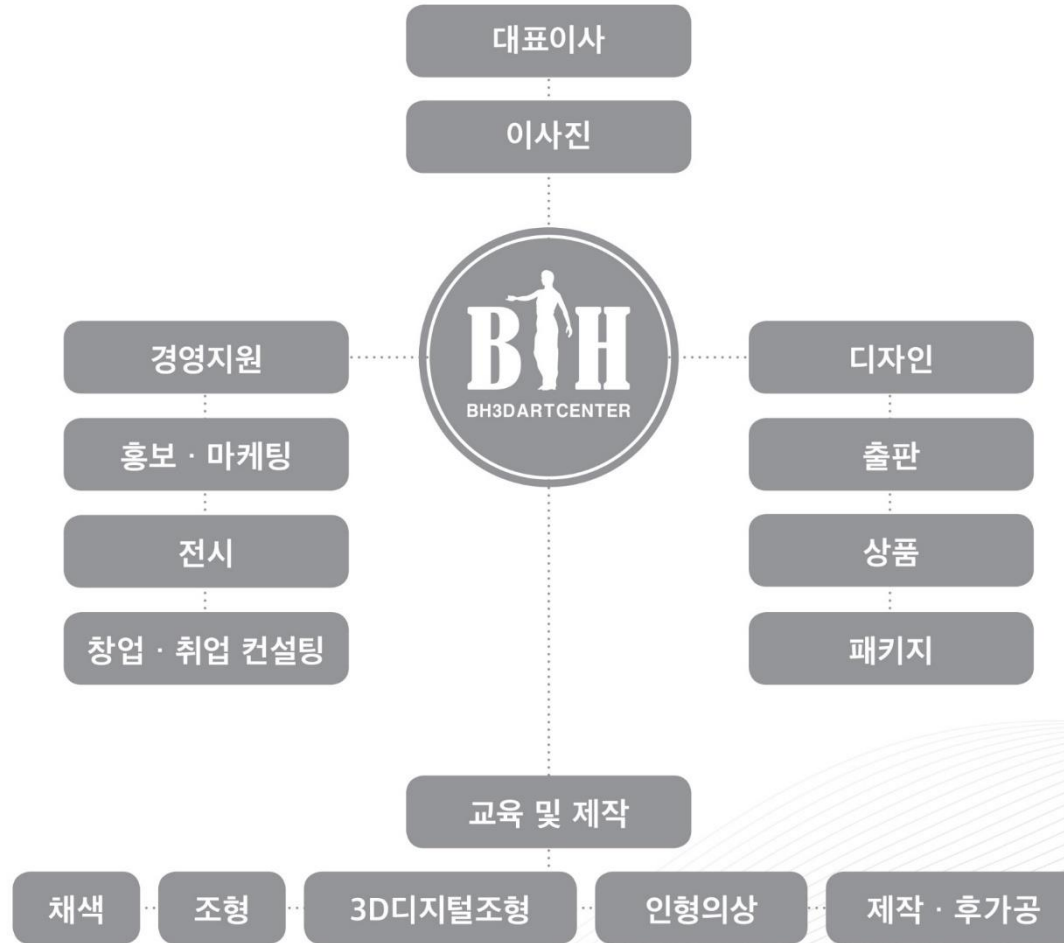 대표이사
이사진
BH
BH3DARTCENTER
경영지원
홍보 · 마케팅
전시
창업 · 취업 컨설팅
디자인
출판
상품
패키지
교육 및 제작
채색
조형
3D디지털조형
인형의상
제작 · 후가공